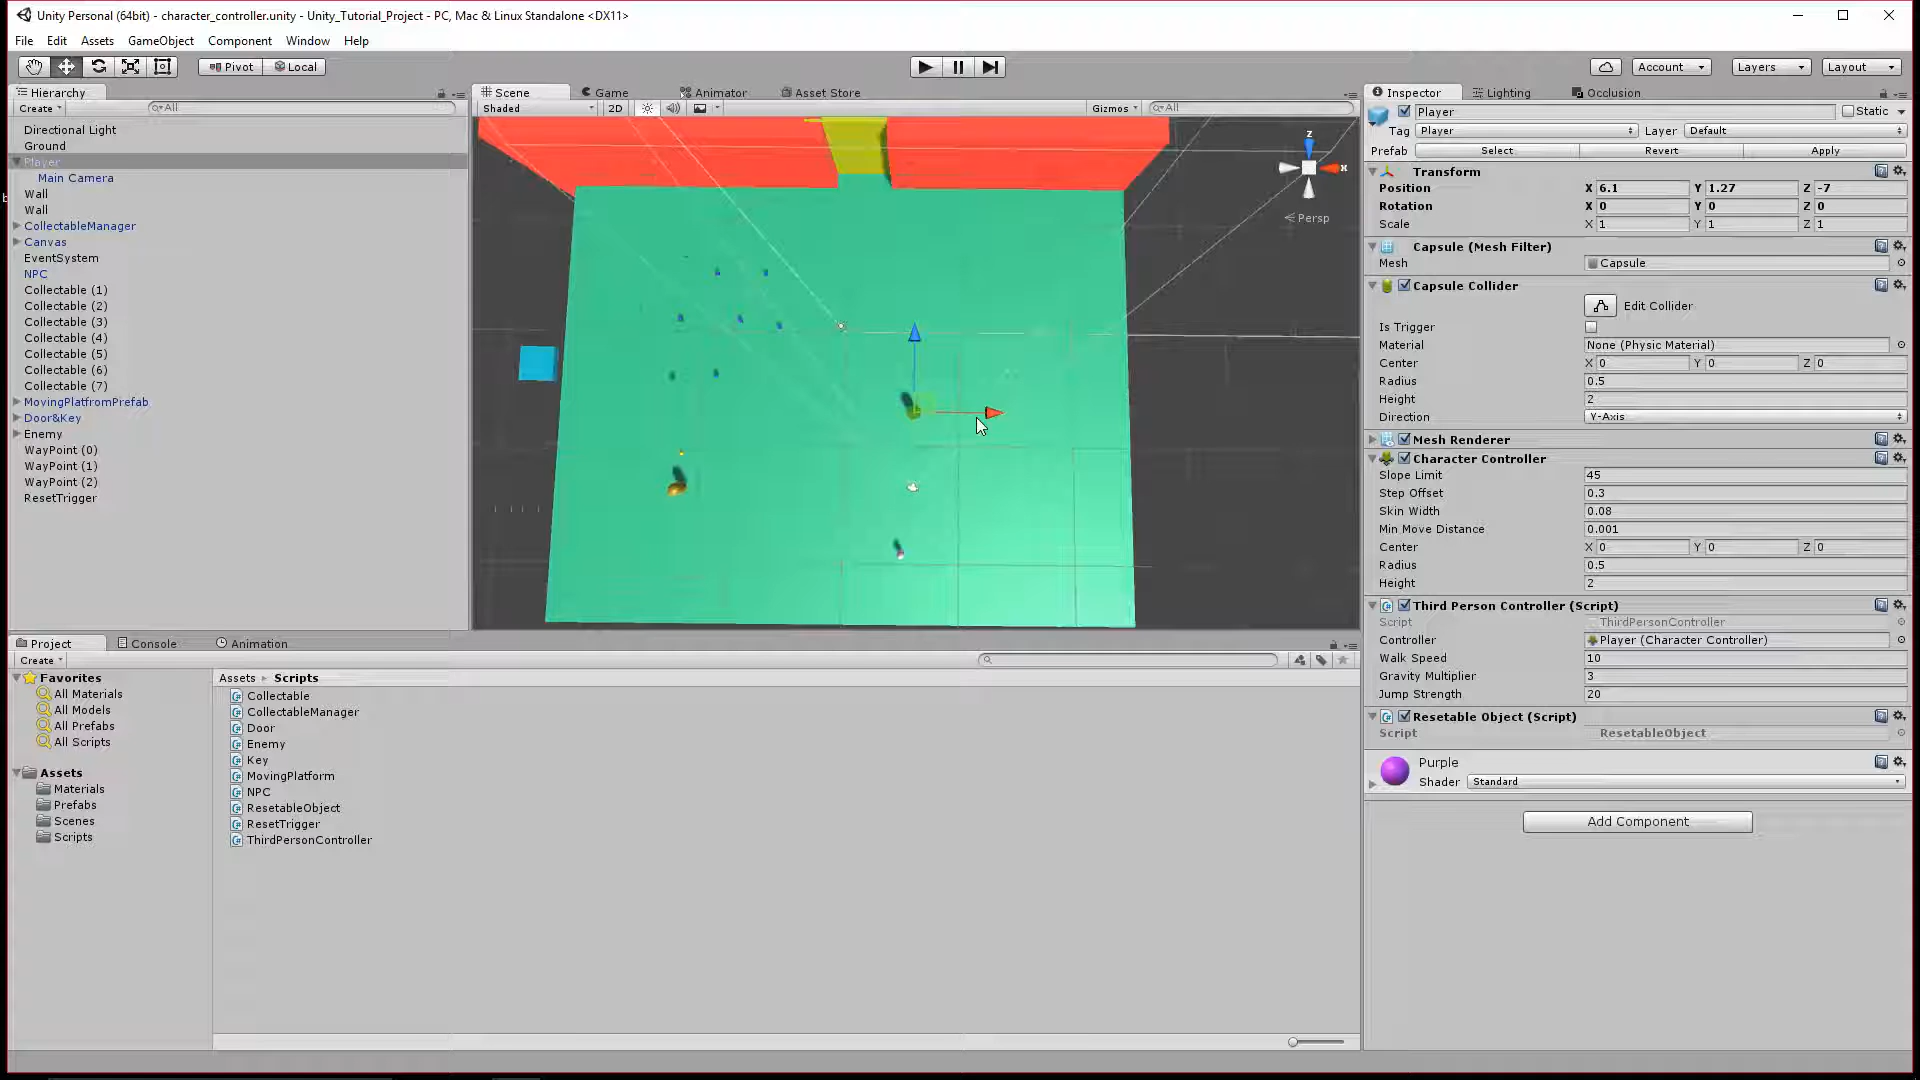 Unity Personal (64bit) - character_controller.unity - Unity_Tutorial_Project - PC, Mac & Linux Standalone <DX11>
File Edit Assets GameObject Component Window Help
Pivot Local Account Layers Layout
Hierarchy
Create All
Directional Light
Ground
Player
Main Camera
Wall
Wall
CollectableManager
Canvas
EventSystem
NPC
Collectable (1)
Collectable (2)
Collectable (3)
Collectable (4)
Collectable (5)
Collectable (6)
Collectable (7)
MovingPlatfromPrefab
Door&Key
Enemy
WayPoint (0)
WayPoint (1)
WayPoint (2)
ResetTrigger
Scene Game Animator Asset Store
Shaded 2D Gizmos All
z
x
Persp
Inspector Lighting Occlusion
Player Static
Tag Player Layer Default
Prefab Select Revert Apply
Transform
Position X 6.1 Y 1.27 Z -7
Rotation X 0 Y 0 Z 0
Scale X 1 Y 1 Z 1
Capsule (Mesh Filter)
Mesh Capsule
Capsule Collider
Edit Collider
Is Trigger
Material None (Physic Material)
Center X 0 Y 0 Z 0
Radius 0.5
Height 2
Direction Y-Axis
Mesh Renderer
Character Controller
Slope Limit 45
Step Offset 0.3
Skin Width 0.08
Min Move Distance 0.001
Center X 0 Y 0 Z 0
Radius 0.5
Height 2
Third Person Controller (Script)
Script ThirdPersonController
Controller Player (Character Controller)
Walk Speed 10
Gravity Multiplier 3
Jump Strength 20
Resetable Object (Script)
Script ResetableObject
Purple
Shader Standard
Add Component
Project Console Animation
Create
Favorites
All Materials
All Models
All Prefabs
All Scripts
Assets
Materials
Prefabs
Scenes
Scripts
Assets Scripts
Collectable
CollectableManager
Door
Enemy
Key
MovingPlatform
NPC
ResetableObject
ResetTrigger
ThirdPersonController